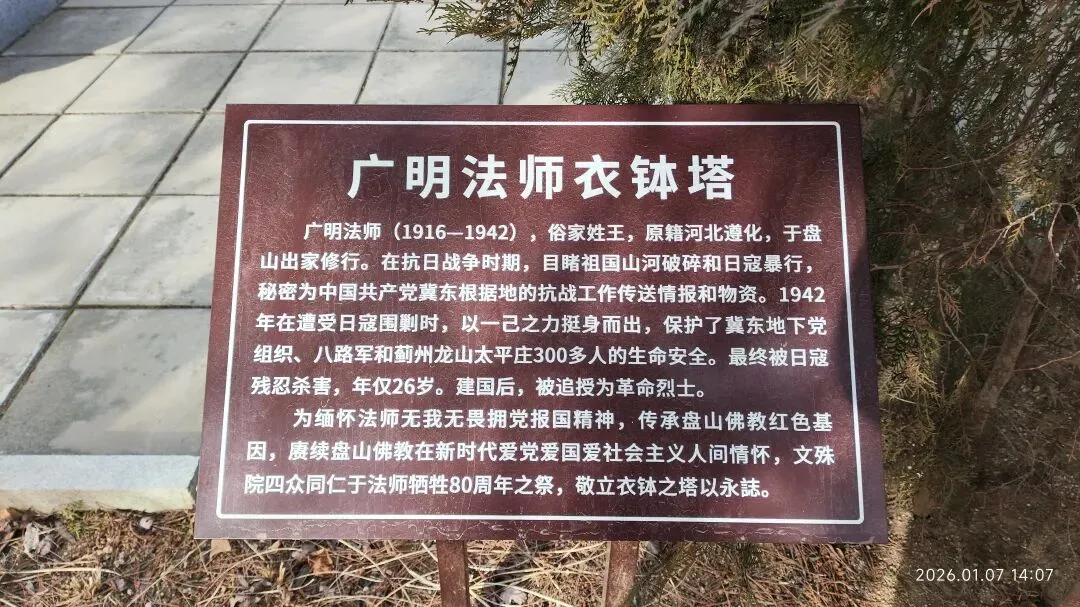 广明法师衣钵塔
广明法师（1916—1942），俗家姓王，原籍河北遵化，于盘
山出家修行。在抗日战争时期，目睹祖国山河破碎和日寇暴行，
秘密为中国共产党冀东根据地的抗战工作传送情报和物资。1942
年在遭受日寇围剿时，以一己之力挺身而出，保护了冀东地下党
组织、八路军和蓟州龙山太平庄300多人的生命安全。最终被日寇
残忍杀害，年仅26岁。建国后，被追授为革命烈士。
为缅怀法师无我无畏拥党报国精神，传承盘山佛教红色基
因，赓续盘山佛教在新时代爱党爱国爱社会主义人间情怀，文殊
院四众同仁于法师牺牲80周年之祭，敬立衣钵之塔以永誌。
2026.01.07 14:07